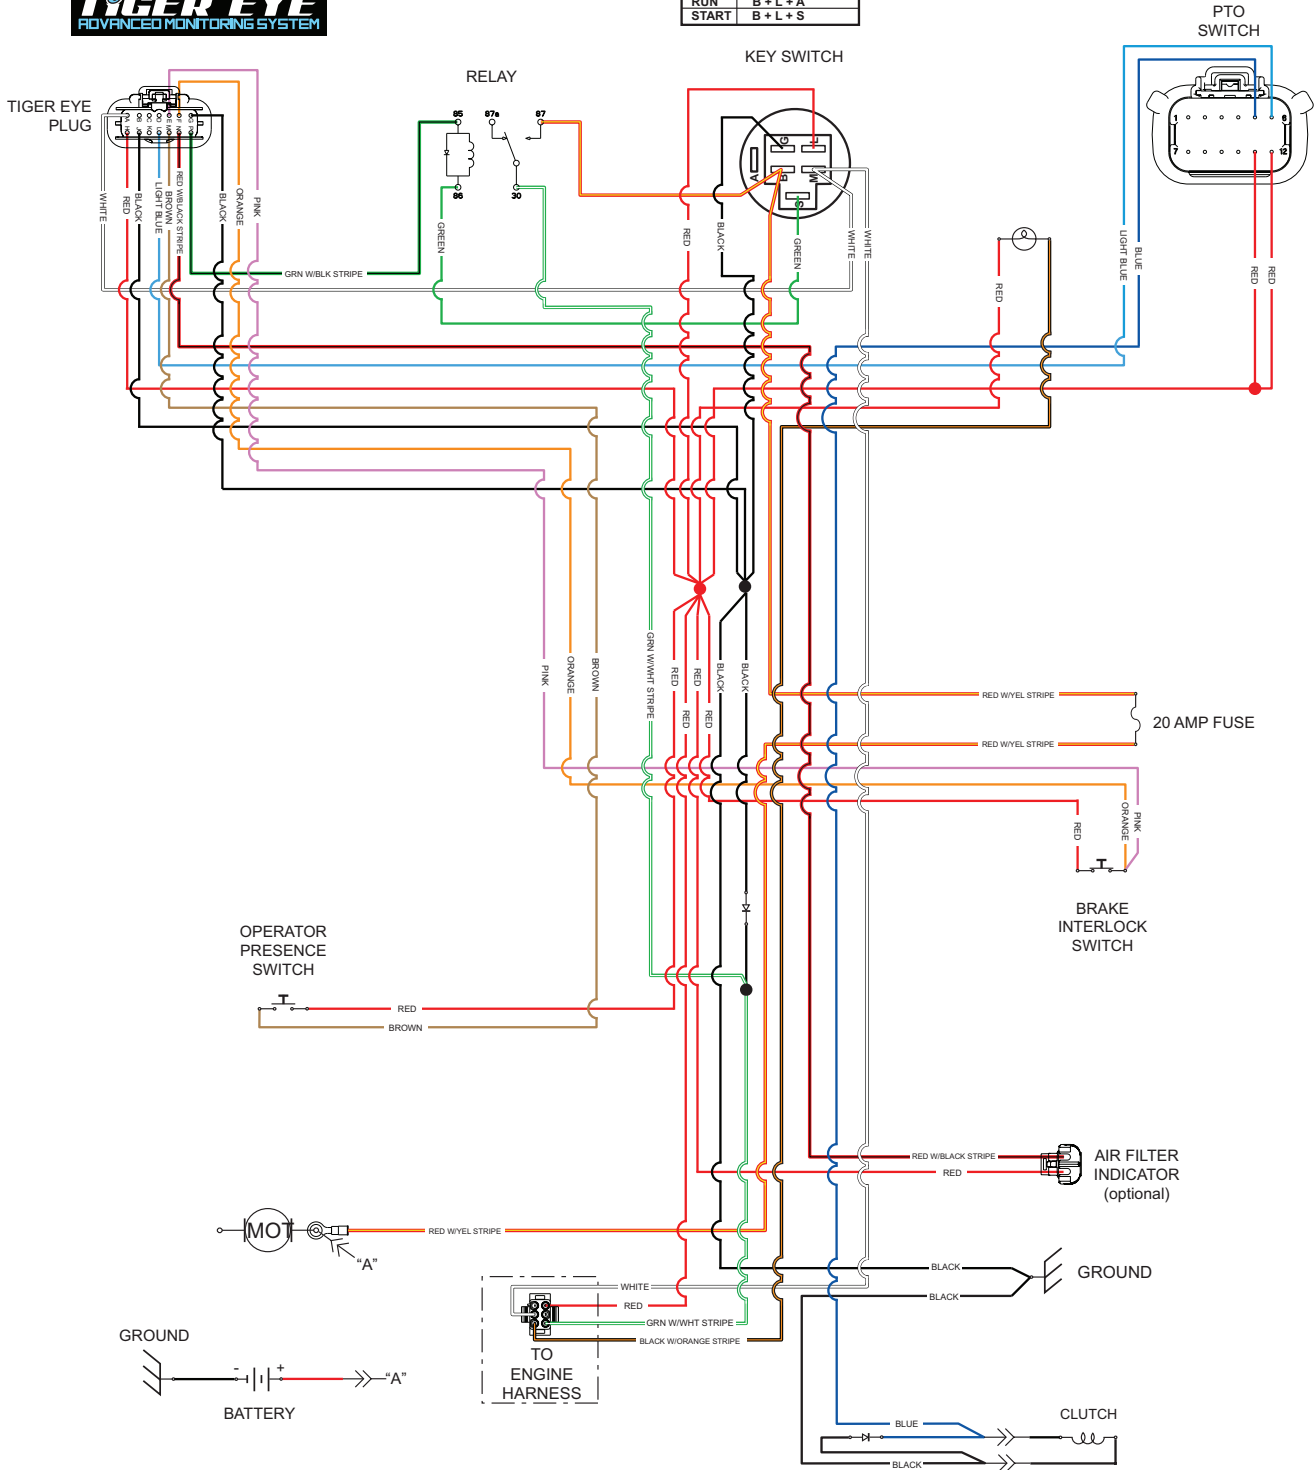 TIGER EYE
ADVANCED MONITORING SYSTEM
RUN B + L + A
START B + L + S
PTO
SWITCH
KEY SWITCH
RELAY
TIGER EYE
PLUG
85
87a
87
86
30
G
L
A
B
M
S
1
6
7
12
WHITE
RED
BLACK
LIGHT BLUE
BROWN
RED W/BLACK STRIPE
BLACK
ORANGE
PINK
GREEN
GRN W/BLK STRIPE
RED
BLACK
GREEN
WHITE
WHITE
RED
LIGHT BLUE
BLUE
RED
RED
PINK
ORANGE
BROWN
GRN W/WHT STRIPE
RED
RED
RED
RED
BLACK
BLACK
RED W/YEL STRIPE
20 AMP FUSE
RED W/YEL STRIPE
RED
ORANGE
PINK
BRAKE
INTERLOCK
SWITCH
OPERATOR
PRESENCE
SWITCH
RED
BROWN
RED W/BLACK STRIPE
RED
AIR FILTER
INDICATOR
(optional)
MOT
RED W/YEL STRIPE
"A"
BLACK
GROUND
BLACK
WHITE
RED
GRN W/WHT STRIPE
BLACK W/ORANGE STRIPE
TO
ENGINE
HARNESS
GROUND
- +
"A"
BATTERY
CLUTCH
BLUE
BLACK